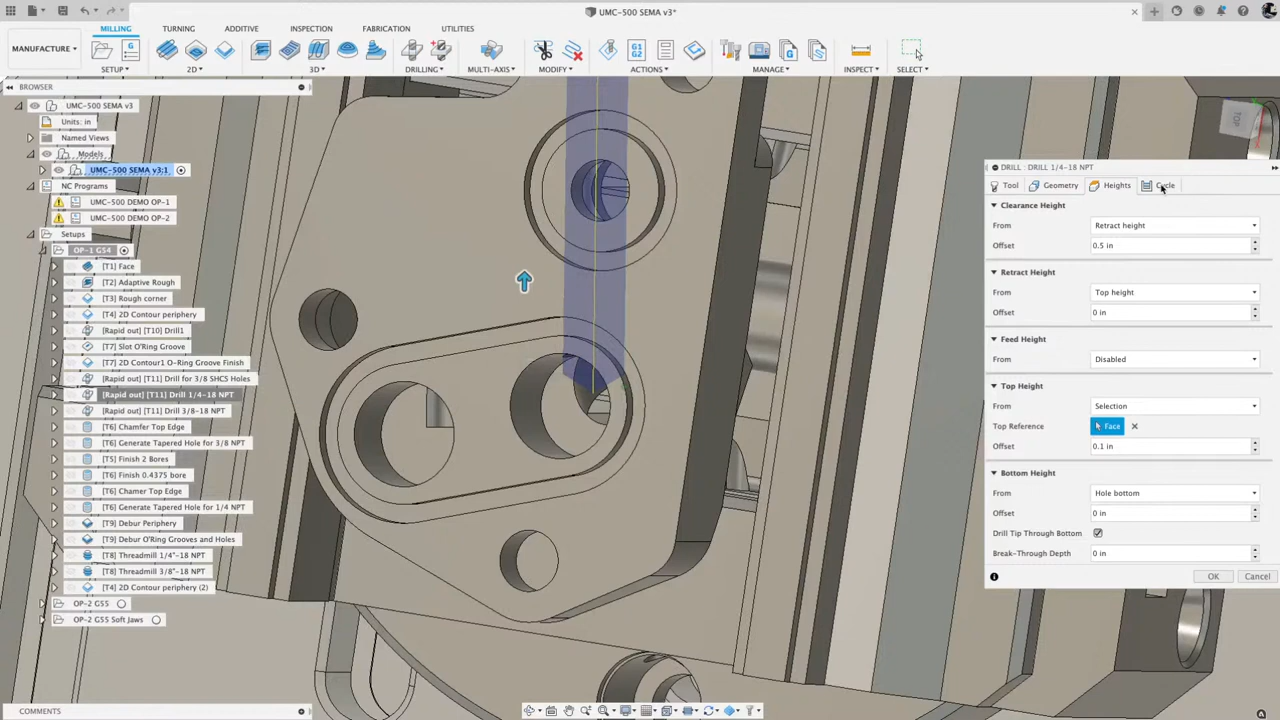 UMC-500 SEMA v3*
MILLING TURNING ADDITIVE INSPECTION FABRICATION UTILITIES
MANUFACTURE
G
G1
G2
G
SETUP 2D 3D DRILLING MULTI-AXIS MODIFY ACTIONS MANAGE INSPECT SELECT
BROWSER
UMC-500 SEMA v3
Units: in
Named Views
Models
UMC-500 SEMA v3:1
NC Programs
UMC-500 DEMO OP-1
UMC-500 DEMO OP-2
Setups
OP-1 G54
[T1] Face
[T2] Adaptive Rough
[T3] Rough corner
[T4] 2D Contour periphery
[Rapid out] [T10] Drill1
[T7] Slot O'Ring Groove
[T7] 2D Contour1 O-Ring Groove Finish
[Rapid out] [T11] Drill for 3/8 SHCS Holes
[Rapid out] [T11] Drill 1/4-18 NPT
[Rapid out] [T11] Drill 3/8-18 NPT
[T6] Chamfer Top Edge
[T6] Generate Tapered Hole for 3/8 NPT
[T5] Finish 2 Bores
[T6] Finish 0.4375 bore
[T6] Chamer Top Edge
[T6] Generate Tapered Hole for 1/4 NPT
[T9] Debur Periphery
[T9] Debur O'Ring Grooves and Holes
[T8] Threadmill 1/4"-18 NPT
[T8] Threadmill 3/8"-18 NPT
[T4] 2D Contour periphery (2)
OP-2 G55
OP-2 G55 Soft Jaws
COMMENTS
TOP
DRILL : DRILL 1/4-18 NPT
Tool Geometry Heights Cycle
Clearance Height
From Retract height
Offset 0.5 in
Retract Height
From Top height
Offset 0 in
Feed Height
From Disabled
Top Height
From Selection
Top Reference Face
Offset 0.1 in
Bottom Height
From Hole bottom
Offset 0 in
Drill Tip Through Bottom
Break-Through Depth 0 in
OK Cancel